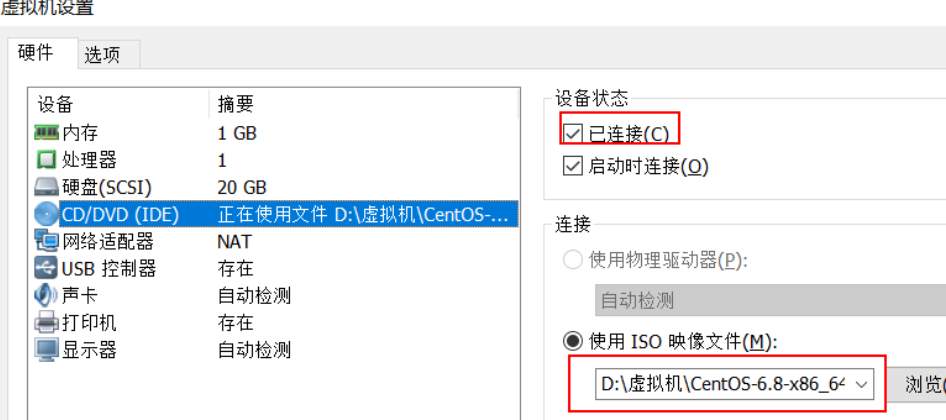 虚拟机设置
硬件 选项
设备 摘要
内存 1 GB
处理器 1
硬盘(SCSI) 20 GB
CD/DVD (IDE) 正在使用文件 D:\虚拟机\CentOS-...
网络适配器 NAT
USB 控制器 存在
声卡 自动检测
打印机 存在
显示器 自动检测
设备状态
已连接(C)
启动时连接(O)
连接
使用物理驱动器(P):
自动检测
使用 ISO 映像文件(M):
D:\虚拟机\CentOS-6.8-x86_64
浏览(